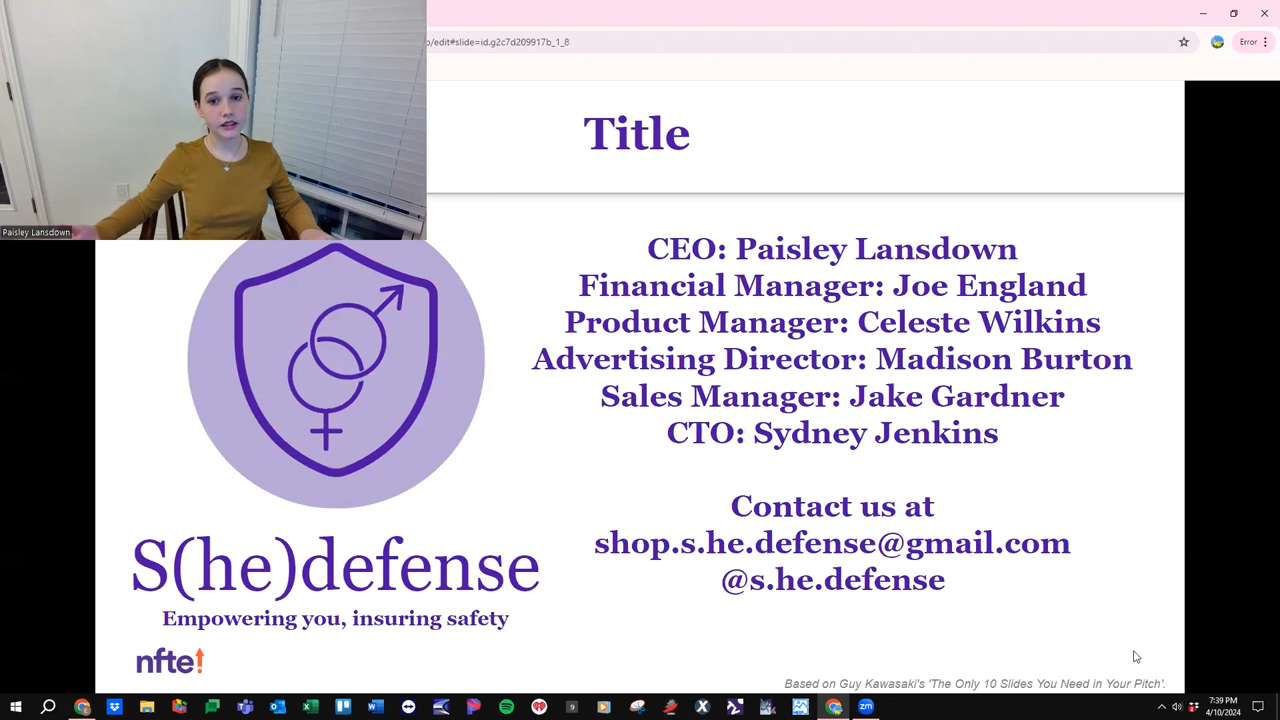 /edit#slide=id.g2c7d209917b_1_8
Error
Title
Paisley Lansdown
CEO: Paisley Lansdown
Financial Manager: Joe England
Product Manager: Celeste Wilkins
Advertising Director: Madison Burton
Sales Manager: Jake Gardner
CTO: Sydney Jenkins
Contact us at
shop.s.he.defense@gmail.com
@s.he.defense
S(he)defense
Empowering you, insuring safety
nfte!
Based on Guy Kawasaki's 'The Only 10 Slides You Need in Your Pitch'.
7:39 PM
4/10/2024